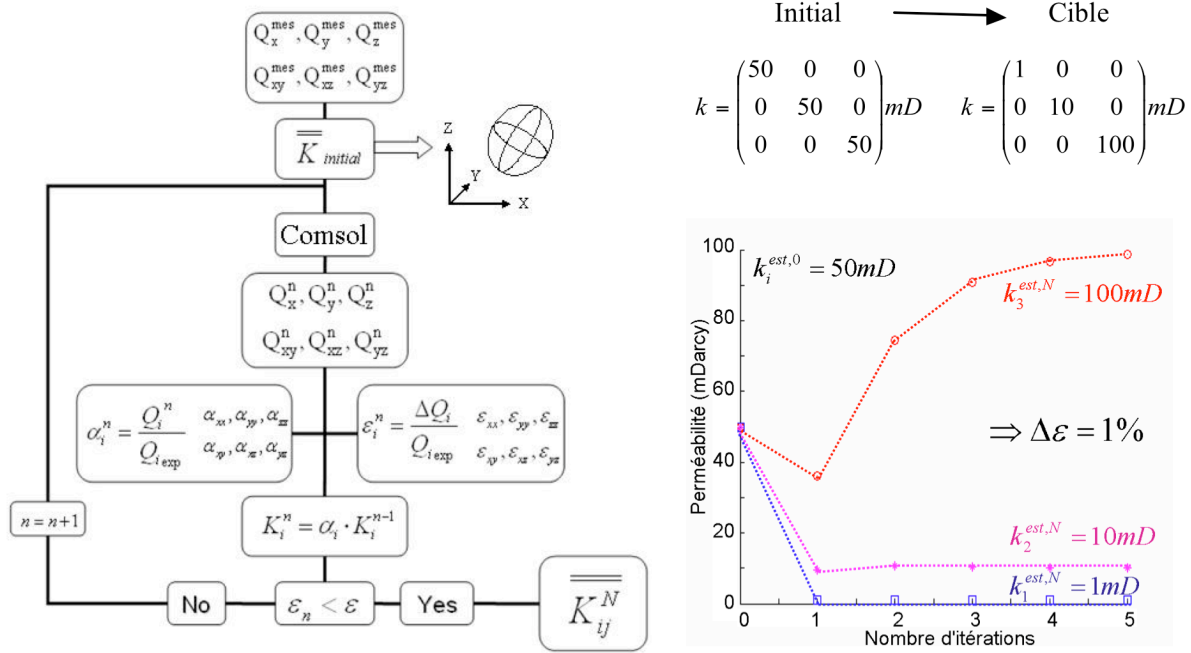 Q_x^mes, Q_y^mes, Q_z^mes
Q_xy^mes, Q_xz^mes, Q_yz^mes
K initial
Z
Y
X
Comsol
Q_x^n, Q_y^n, Q_z^n
Q_xy^n, Q_xz^n, Q_yz^n
α_i^n = Q_i^n / Q_i exp
α_xx, α_yy, α_zz
α_xy, α_xz, α_yz
ε_i^n = ΔQ_i / Q_i exp
ε_xx, ε_yy, ε_zz
ε_xy, ε_xz, ε_yz
n = n+1
K_i^n = α_i · K_i^n-1
No
ε_n < ε
Yes
K_ij^N
Initial
Cible
k = (50 0 0
0 50 0
0 0 50) mD
k = (1 0 0
0 10 0
0 0 100) mD
k_i^est,0 = 50mD
k_3^est,N = 100mD
⇒ Δε = 1%
k_2^est,N = 10mD
k_1^est,N = 1mD
Perméabilité (mDarcy)
100
80
60
40
20
0
0 1 2 3 4 5
Nombre d'itérations